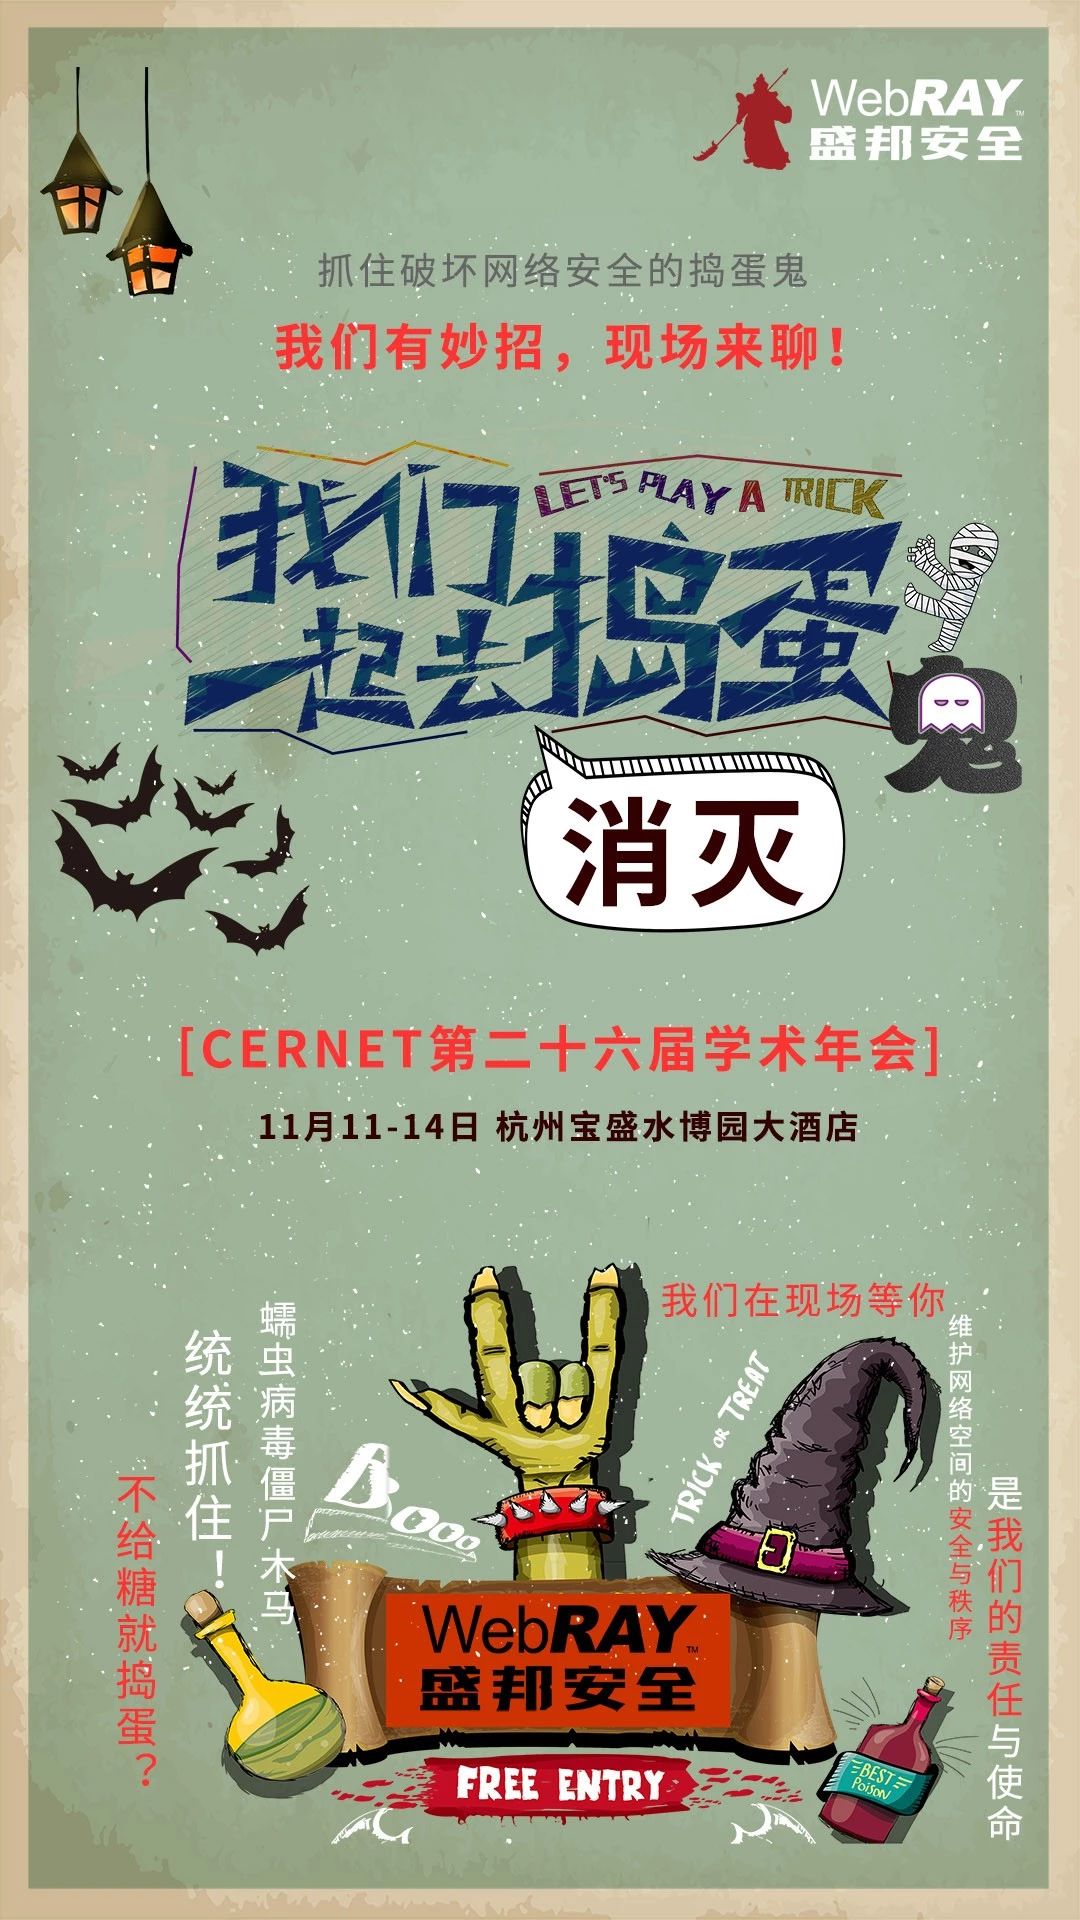 WebRAY™
盛邦安全
抓住破坏网络安全的捣蛋鬼
我们有妙招，现场来聊！
LET'S PLAY A TRICK
我们
一起去捣蛋
鬼
消灭
[CERNET第二十六届学术年会]
11月11-14日 杭州宝盛水博园大酒店
我们在现场等你
不给糖就捣蛋？
统统抓住！
蠕虫病毒僵尸木马
Booo
TRICK OR TREAT
维护网络空间的安全与秩序
是我们的责任与使命
WebRAY™
盛邦安全
FREE ENTRY
BEST
POISON